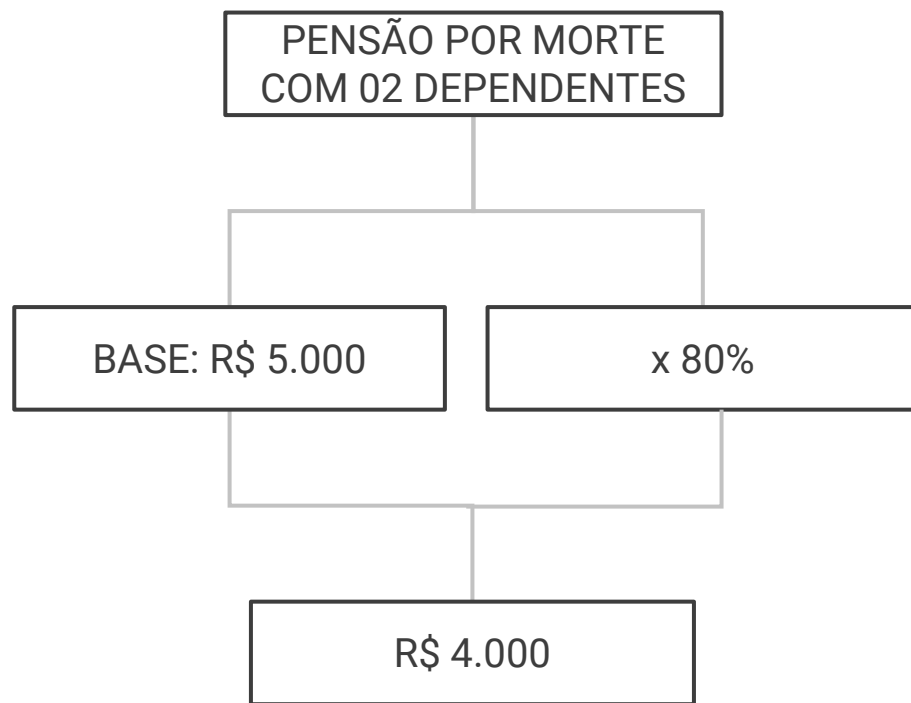 PENSÃO POR MORTE
COM 02 DEPENDENTES
BASE: R$ 5.000
x 80%
R$ 4.000